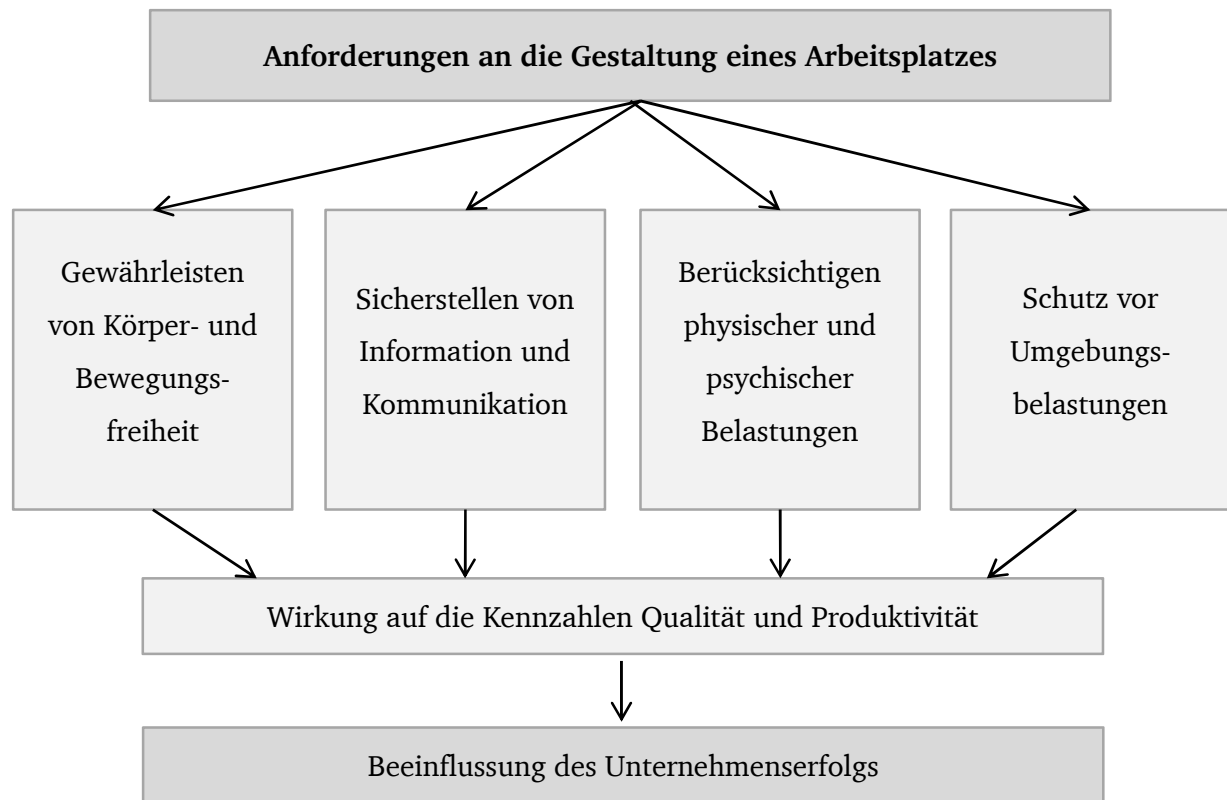 Anforderungen an die Gestaltung eines Arbeitsplatzes
Gewährleisten
von Körper- und
Bewegungs-
freiheit
Sicherstellen von
Information und
Kommunikation
Berücksichtigen
physischer und
psychischer
Belastungen
Schutz vor
Umgebungs-
belastungen
Wirkung auf die Kennzahlen Qualität und Produktivität
Beeinflussung des Unternehmenserfolgs